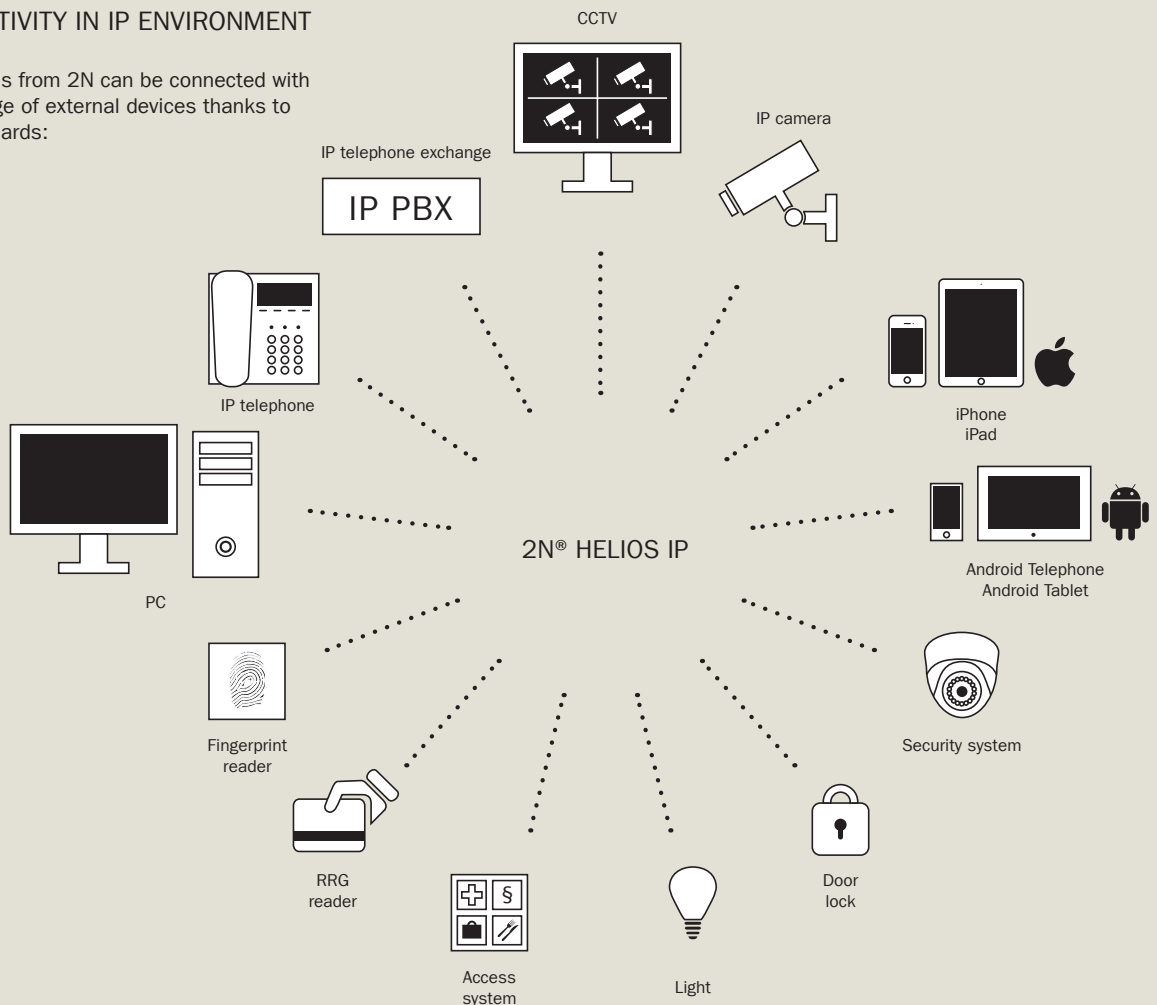 TIVITY IN IP ENVIRONMENT
s from 2N can be connected with
ge of external devices thanks to
ards:
CCTV
IP camera
IP telephone exchange
IP PBX
IP telephone
iPhone
iPad
Android Telephone
Android Tablet
2N® HELIOS IP
PC
Fingerprint
reader
Security system
RRG
reader
Door
lock
§
Access
system
Light